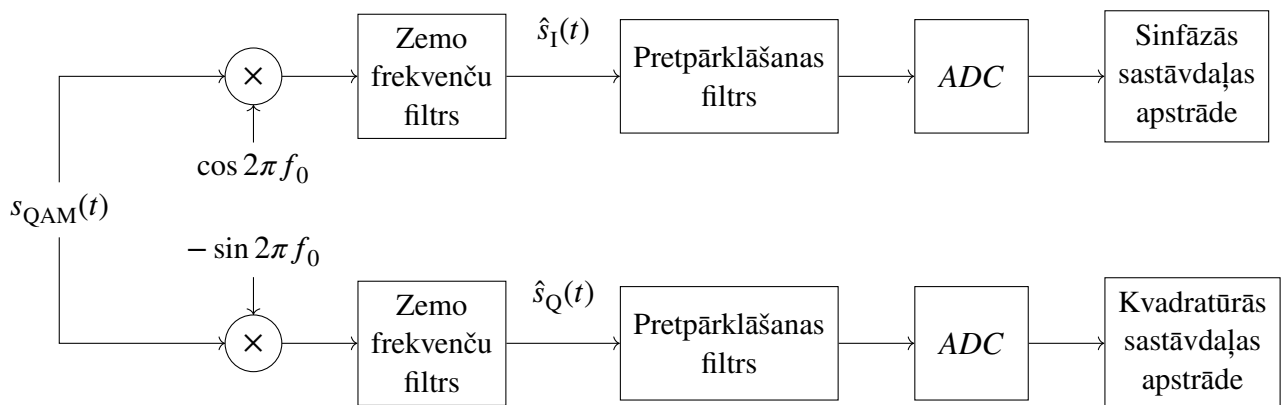 Zemo
frekvenču
filtrs
ŝI(t)
Pretpārklāšanas
filtrs
ADC
Sinfāzās
sastāvdaļas
apstrāde
×
cos 2πf0
sQAM(t)
− sin 2πf0
×
Zemo
frekvenču
filtrs
ŝQ(t)
Pretpārklāšanas
filtrs
ADC
Kvadratūrās
sastāvdaļas
apstrāde